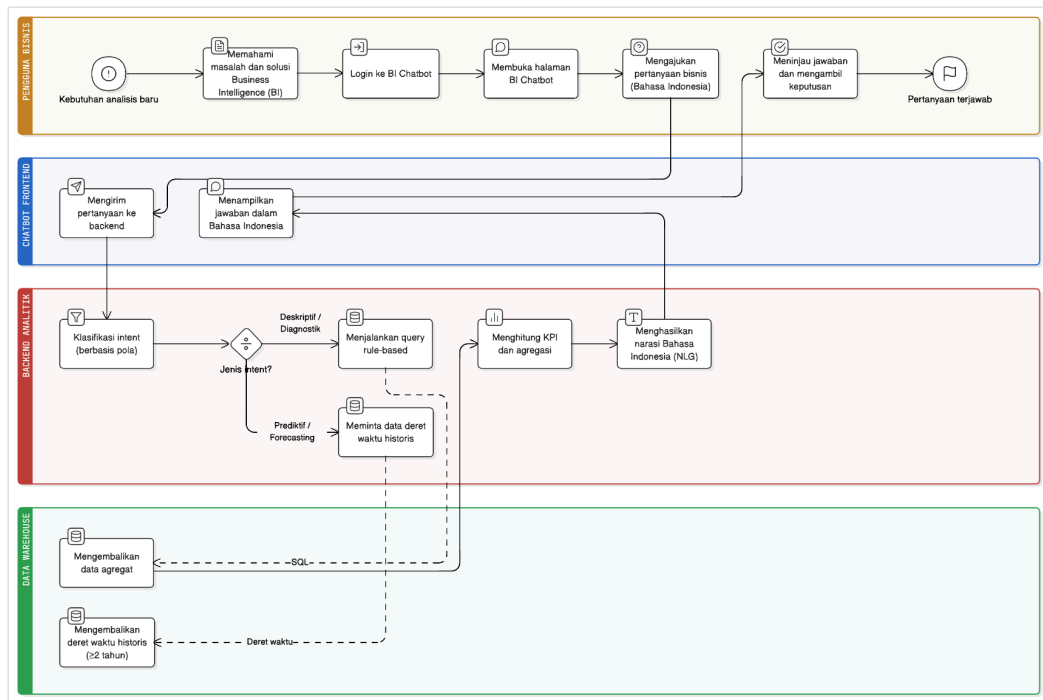 PENGGUNA BISNIS
Kebutuhan analisis baru
Memahami
masalah dan solusi
Business
Intelligence (BI)
Login ke BI Chatbot
Membuka halaman
BI Chatbot
Mengajukan
pertanyaan bisnis
(Bahasa Indonesia)
Meninjau jawaban
dan mengambil
keputusan
Pertanyaan terjawab
CHATBOT FRONTEND
Mengirim
pertanyaan ke
backend
Menampilkan
jawaban dalam
Bahasa Indonesia
BACKEND ANALITIK
Klasifikasi intent
(berbasis pola)
Jenis intent?
Deskriptif /
Diagnostik
Menjalankan query
rule-based
Menghitung KPI
dan agregasi
Menghasilkan
narasi Bahasa
Indonesia (NLG)
Prediktif /
Forecasting
Meminta data deret
waktu historis
DATA WAREHOUSE
Mengembalikan
data agregat
SQL
Mengembalikan
deret waktu historis
(≥2 tahun)
Deret waktu